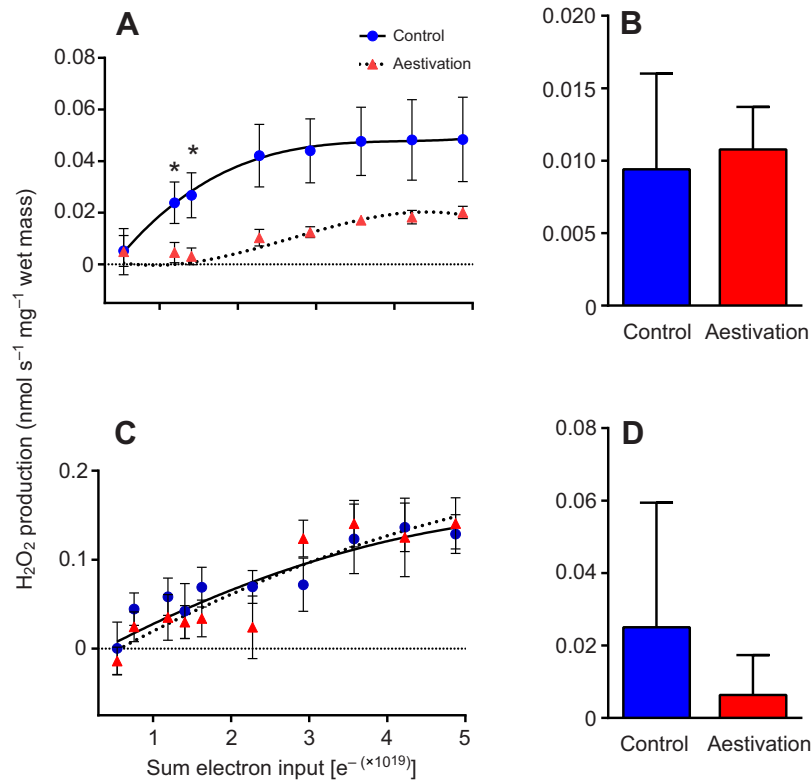 A
Control
Aestivation
0.08
0.06
0.04
0.02
0
*
*
B
0.020
0.015
0.010
0.005
0
Control
Aestivation
H₂O₂ production (nmol s⁻¹ mg⁻¹ wet mass)
C
0.2
0.1
0
1
2
3
4
5
Sum electron input [e⁻ ⁽ˣ¹⁰¹⁹⁾]
D
0.08
0.06
0.04
0.02
0
Control
Aestivation